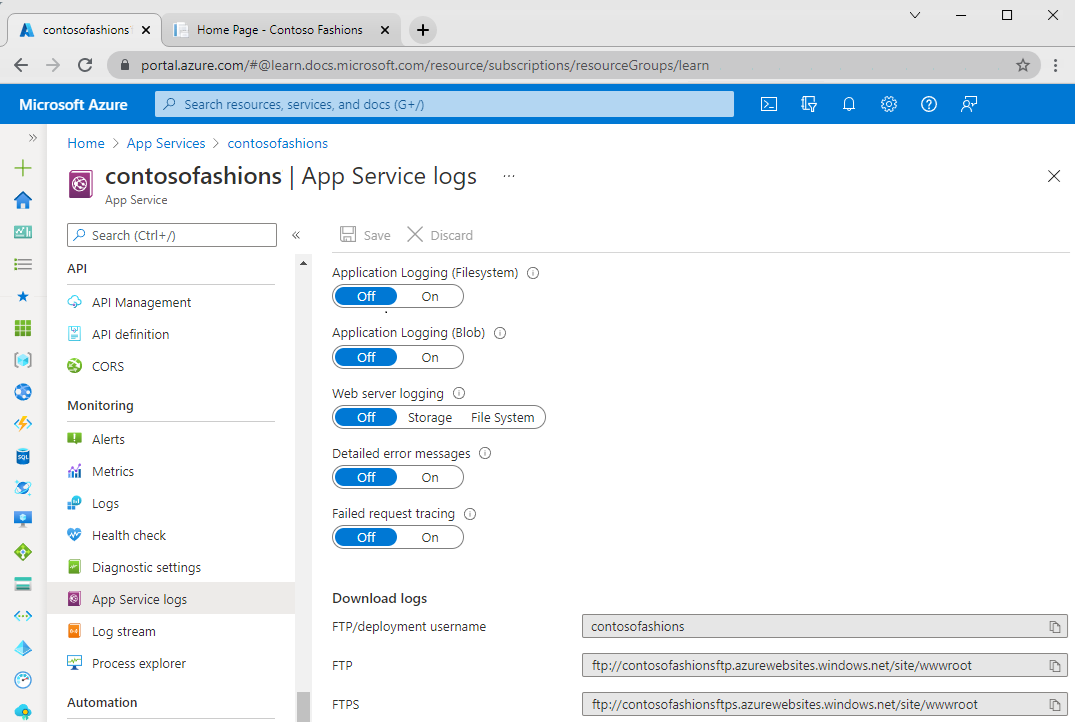 contosofashions
Home Page - Contoso Fashions
portal.azure.com/#@learn.docs.microsoft.com/resource/subscriptions/resourceGroups/learn
Microsoft Azure
Search resources, services, and docs (G+/)
Home > App Services > contosofashions
contosofashions | App Service logs ...
App Service
Search (Ctrl+/)
«
Save
Discard
API
API Management
API definition
CORS
Monitoring
Alerts
Metrics
Logs
Health check
Diagnostic settings
App Service logs
Log stream
Process explorer
Automation
Application Logging (Filesystem)
Off On
Application Logging (Blob)
Off On
Web server logging
Off Storage File System
Detailed error messages
Off On
Failed request tracing
Off On
Download logs
FTP/deployment username
contosofashions
FTP
ftp://contosofashionsftp.azurewebsites.windows.net/site/wwwroot
FTPS
ftp://contosofashionsftps.azurewebsites.windows.net/site/wwwroot